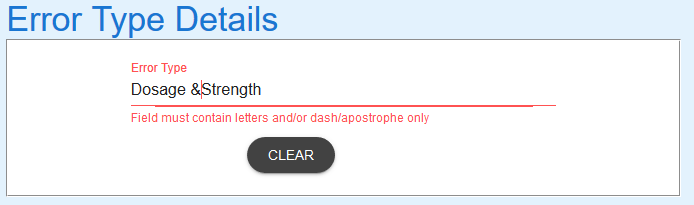 Error Type Details
Error Type
Dosage &Strength
Field must contain letters and/or dash/apostrophe only
CLEAR